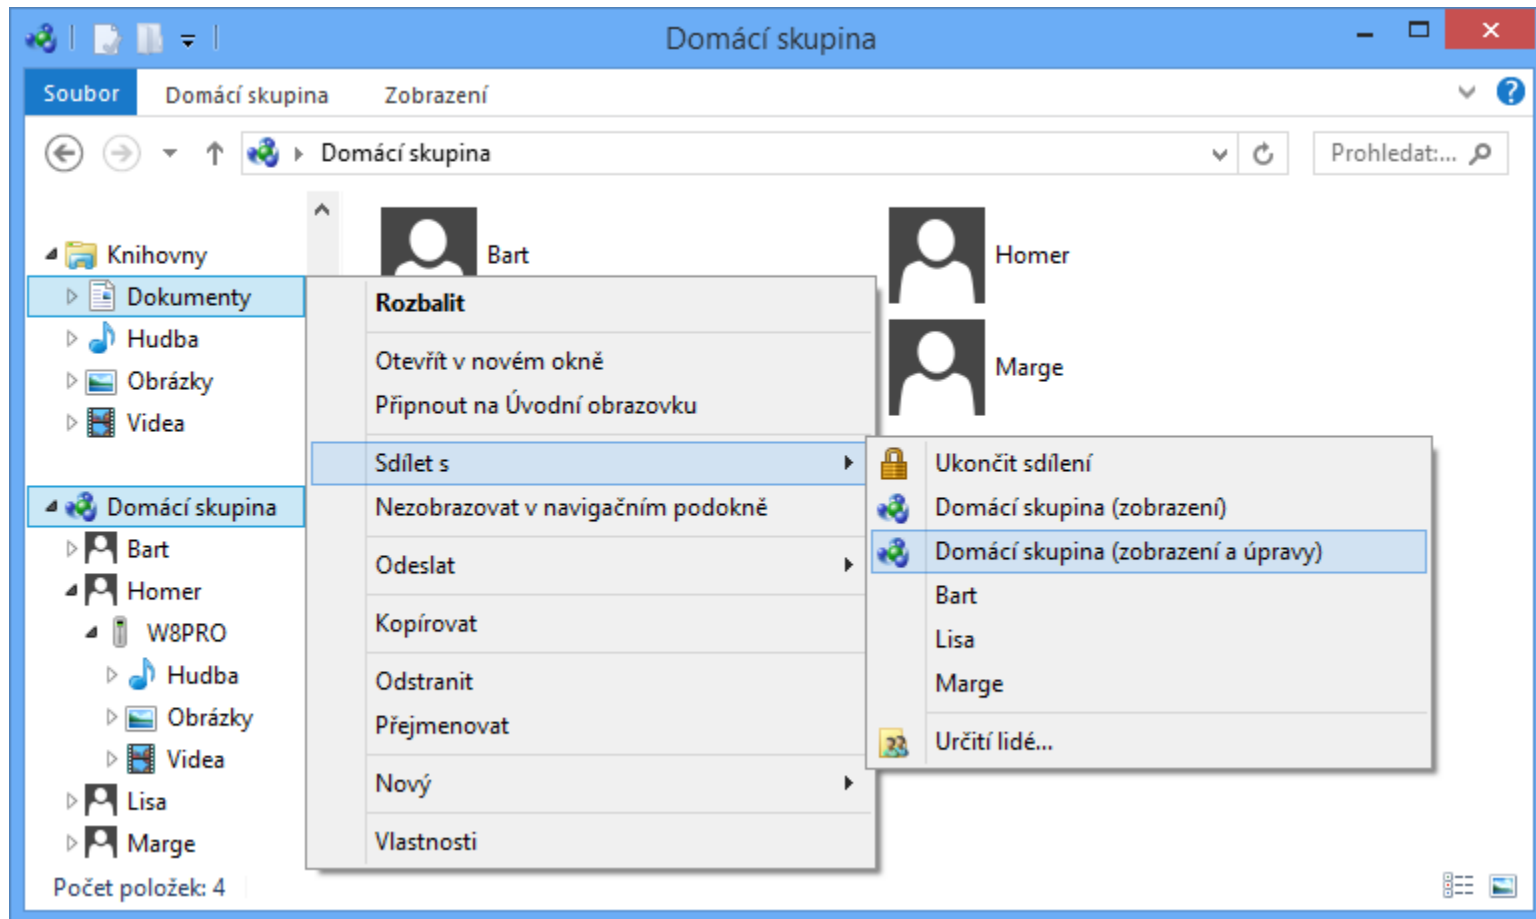 Domácí skupina
Soubor Domácí skupina Zobrazení
Domácí skupina Prohledat:...
Knihovny
Dokumenty
Hudba
Obrázky
Videa
Domácí skupina
Bart
Homer
W8PRO
Hudba
Obrázky
Videa
Lisa
Marge
Bart
Homer
Marge
Rozbalit
Otevřít v novém okně
Připnout na Úvodní obrazovku
Sdílet s
Nezobrazovat v navigačním podokně
Odeslat
Kopírovat
Odstranit
Přejmenovat
Nový
Vlastnosti
Ukončit sdílení
Domácí skupina (zobrazení)
Domácí skupina (zobrazení a úpravy)
Bart
Lisa
Marge
Určití lidé...
Počet položek: 4